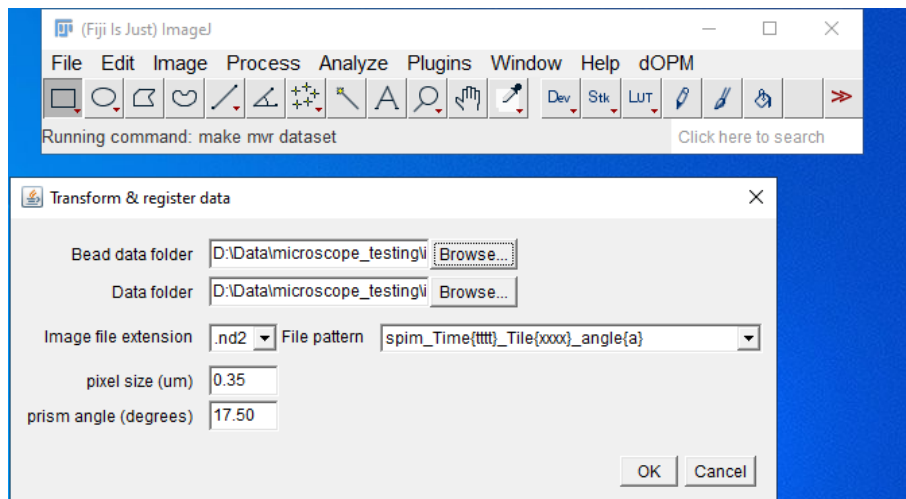 (Fiji Is Just) ImageJ
File Edit Image Process Analyze Plugins Window Help dOPM
A Dev Stk LUT >>
Running command: make mvr dataset Click here to search
Transform & register data
Bead data folder D:\Data\microscope_testing\i Browse...
Data folder D:\Data\microscope_testing\i Browse...
Image file extension .nd2 File pattern spim_Time{tttt}_Tile{xxxx}_angle{a}
pixel size (um) 0.35
prism angle (degrees) 17.50
OK Cancel